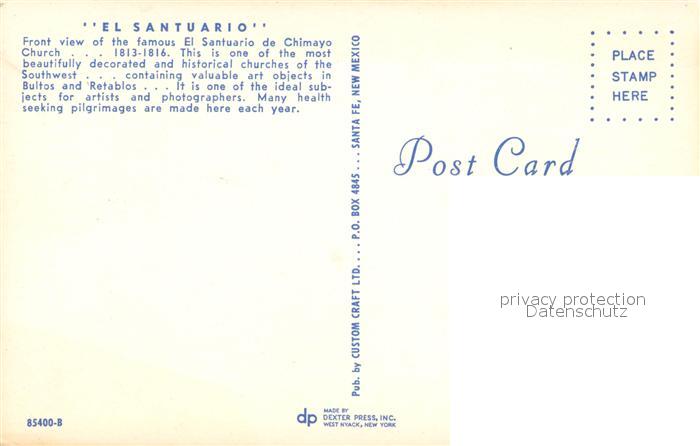 ''EL SANTUARIO''
Front view of the famous El Santuario de Chimayo
Church . . . 1813-1816. This is one of the most
beautifully decorated and historical churches of the
Southwest . . . containing valuable art objects in
Bultos and Retablos . . . It is one of the ideal sub-
jects for artists and photographers. Many health
seeking pilgrimages are made here each year.
85400-B
Pub. by CUSTOM CRAFT LTD. . . . P.O. BOX 4845 . . . . SANTA FE, NEW MEXICO
dp
MADE BY
DEXTER PRESS, INC.
WEST NYACK, NEW YORK
PLACE
STAMP
HERE
Post Card
privacy protection
Datenschutz